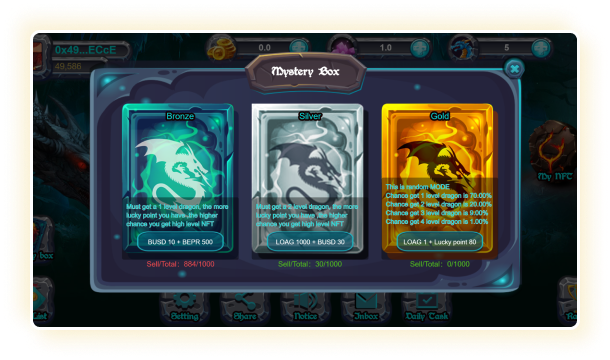 0x49...ECcE
49,586
0.0
1.0
5
Mystery Box
Bronze
Silver
Gold
Must get a 1 level dragon, the more
lucky point you have ,the higher
chance you get high level NFT
BUSD 10 + BEPR 500
Sell/Total: 884/1000
Must get a 2 level dragon, the more
lucky point you have ,the higher
chance you get high level NFT
LOAG 1000 + BUSD 30
Sell/Total: 30/1000
This is random MODE
Chance get 1 level dragon is 70.00%
Chance get 2 level dragon is 20.00%
Chance get 3 level dragon is 9.00%
Chance get 4 level dragon is 1.00%
LOAG 1 + Lucky point 80
Sell/Total: 0/1000
My NFT
y box
List
Setting
Share
Notice
Inbox
Daily Task
Ra